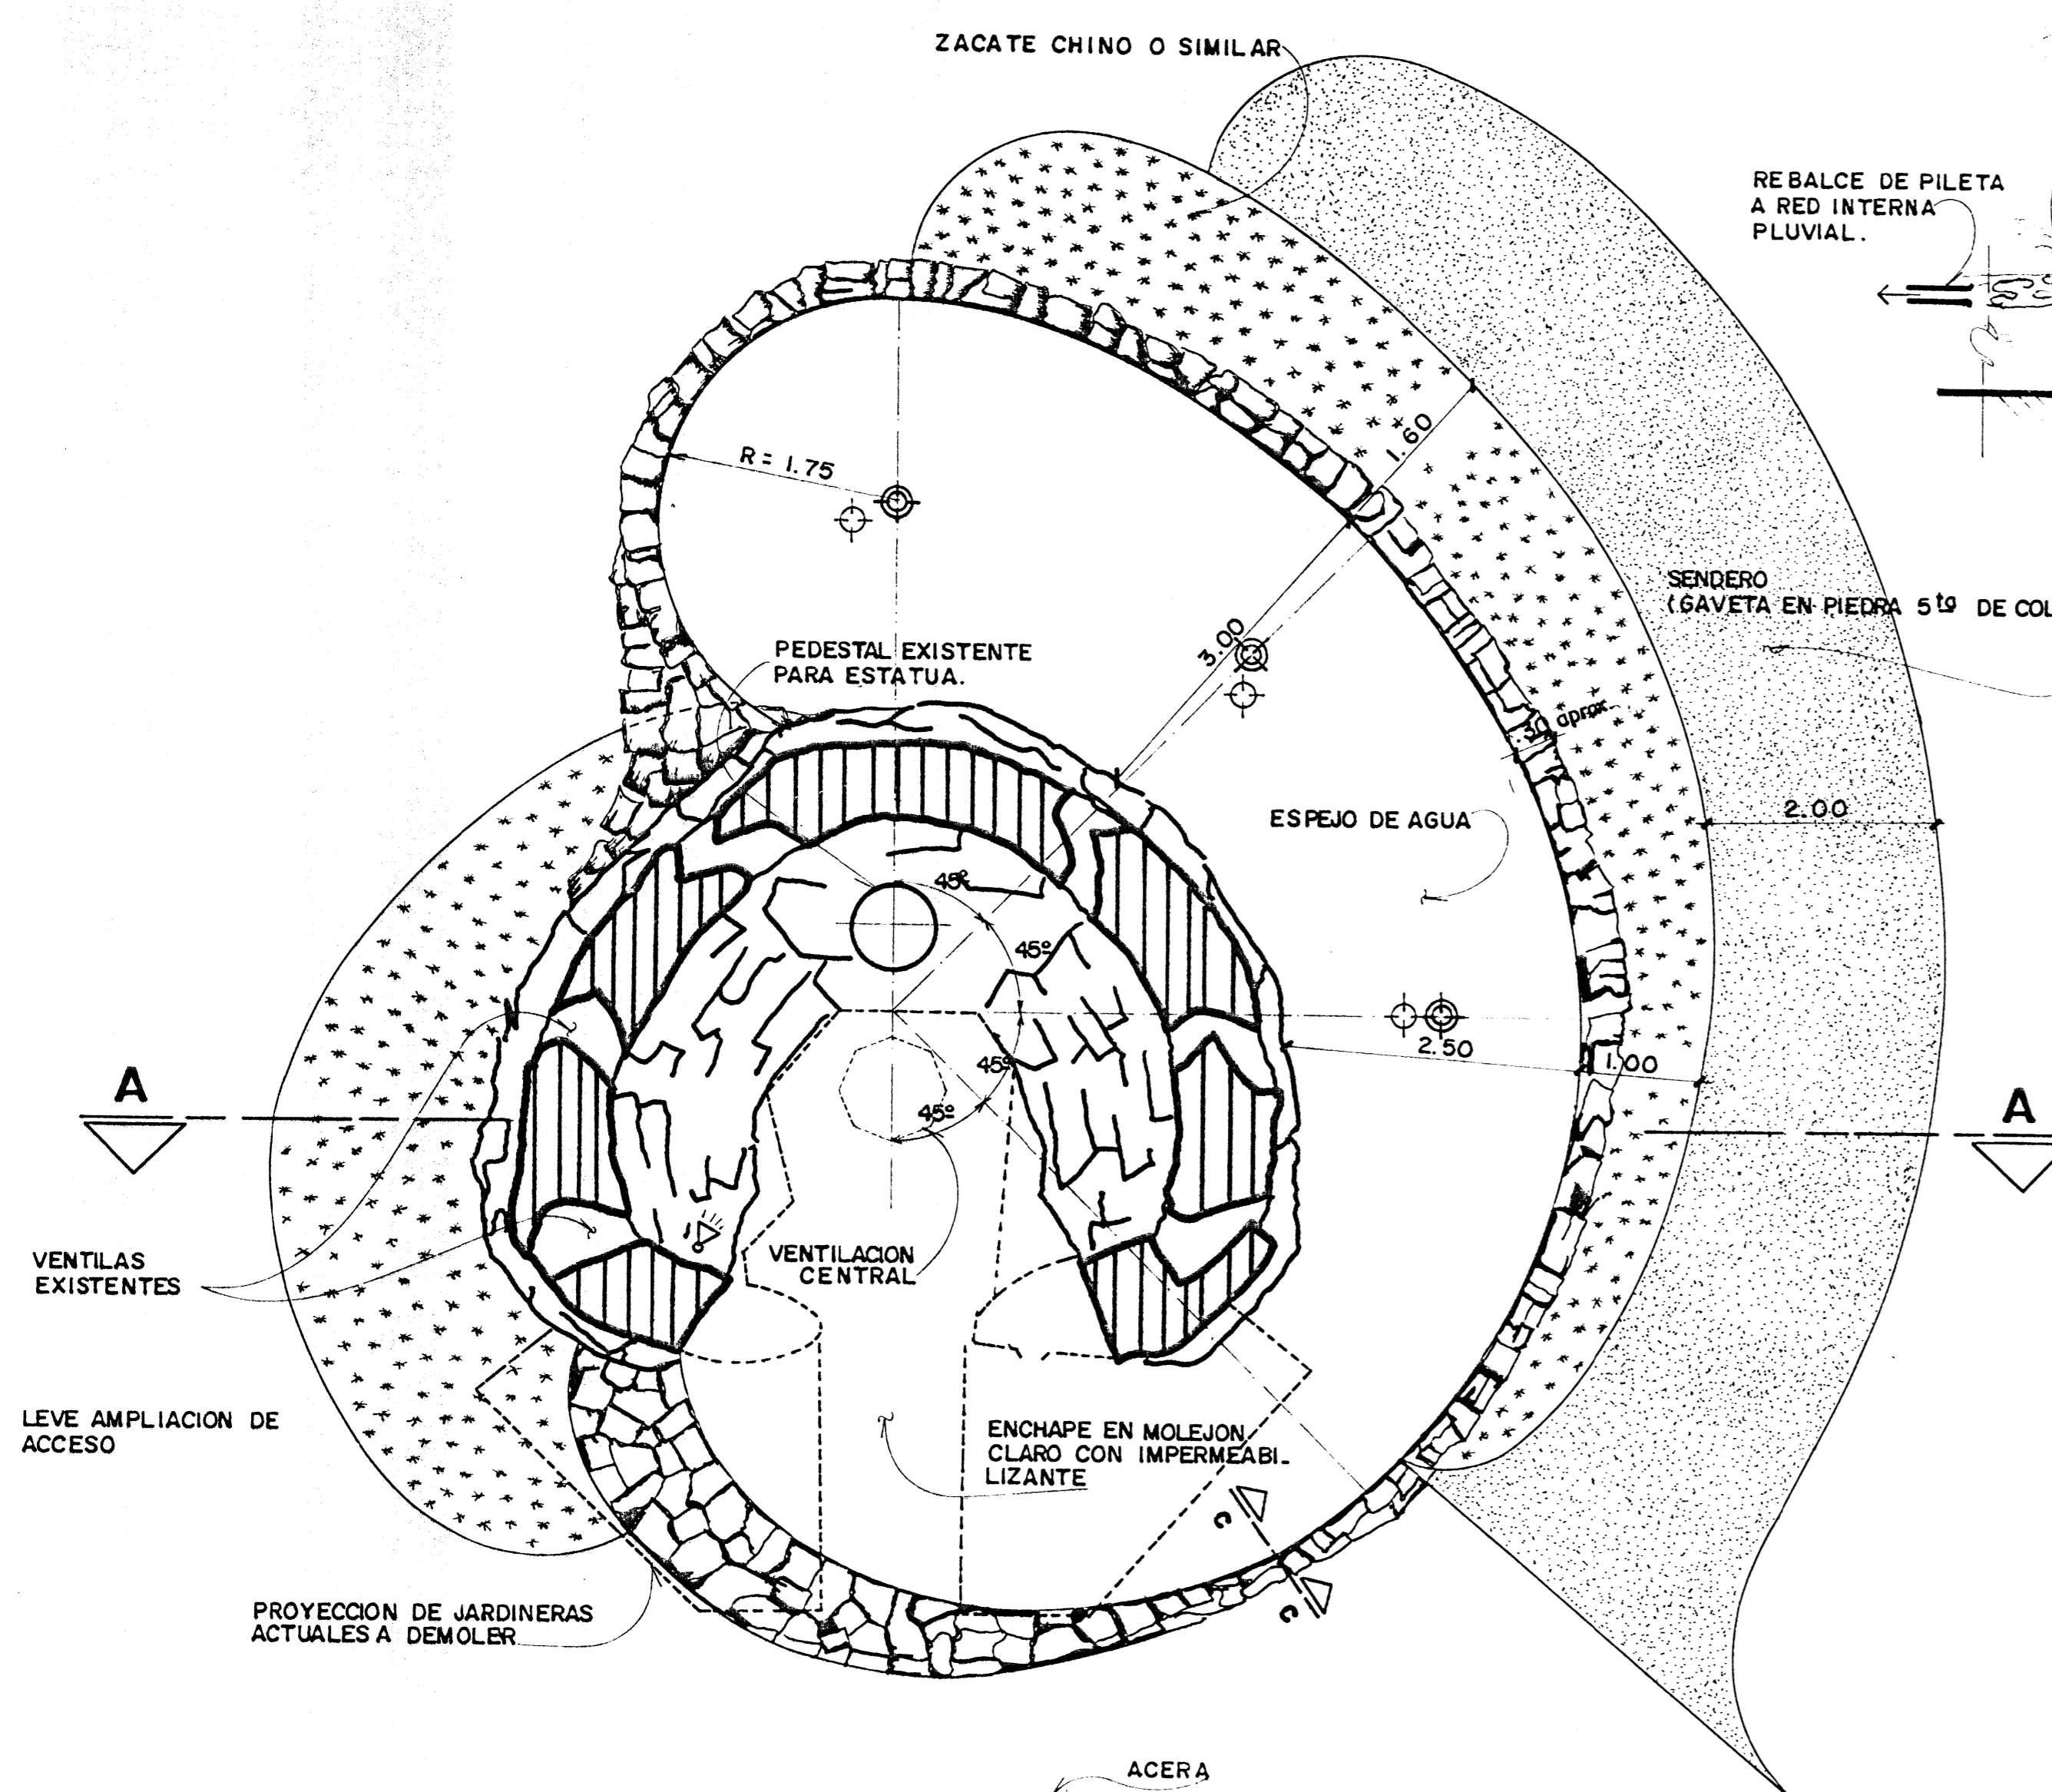 ZACATE CHINO O SIMILAR
REBALCE DE PILETA
A RED INTERNA
PLUVIAL.
1.60
R = 1.75
SENDERO
(GAVETA EN PIEDRA 5tª DE COL
3.00
PEDESTAL EXISTENTE
PARA ESTATUA.
.30 aprox.
ESPEJO DE AGUA
2.00
45º
45º
2.50
1.00
45º
45º
A
A
VENTILAS
EXISTENTES
VENTILACION
CENTRAL
LEVE AMPLIACION DE
ACCESO
ENCHAPE EN MOLEJON
CLARO CON IMPERMEABI_
LIZANTE
C
C
PROYECCION DE JARDINERAS
ACTUALES A DEMOLER
ACERA